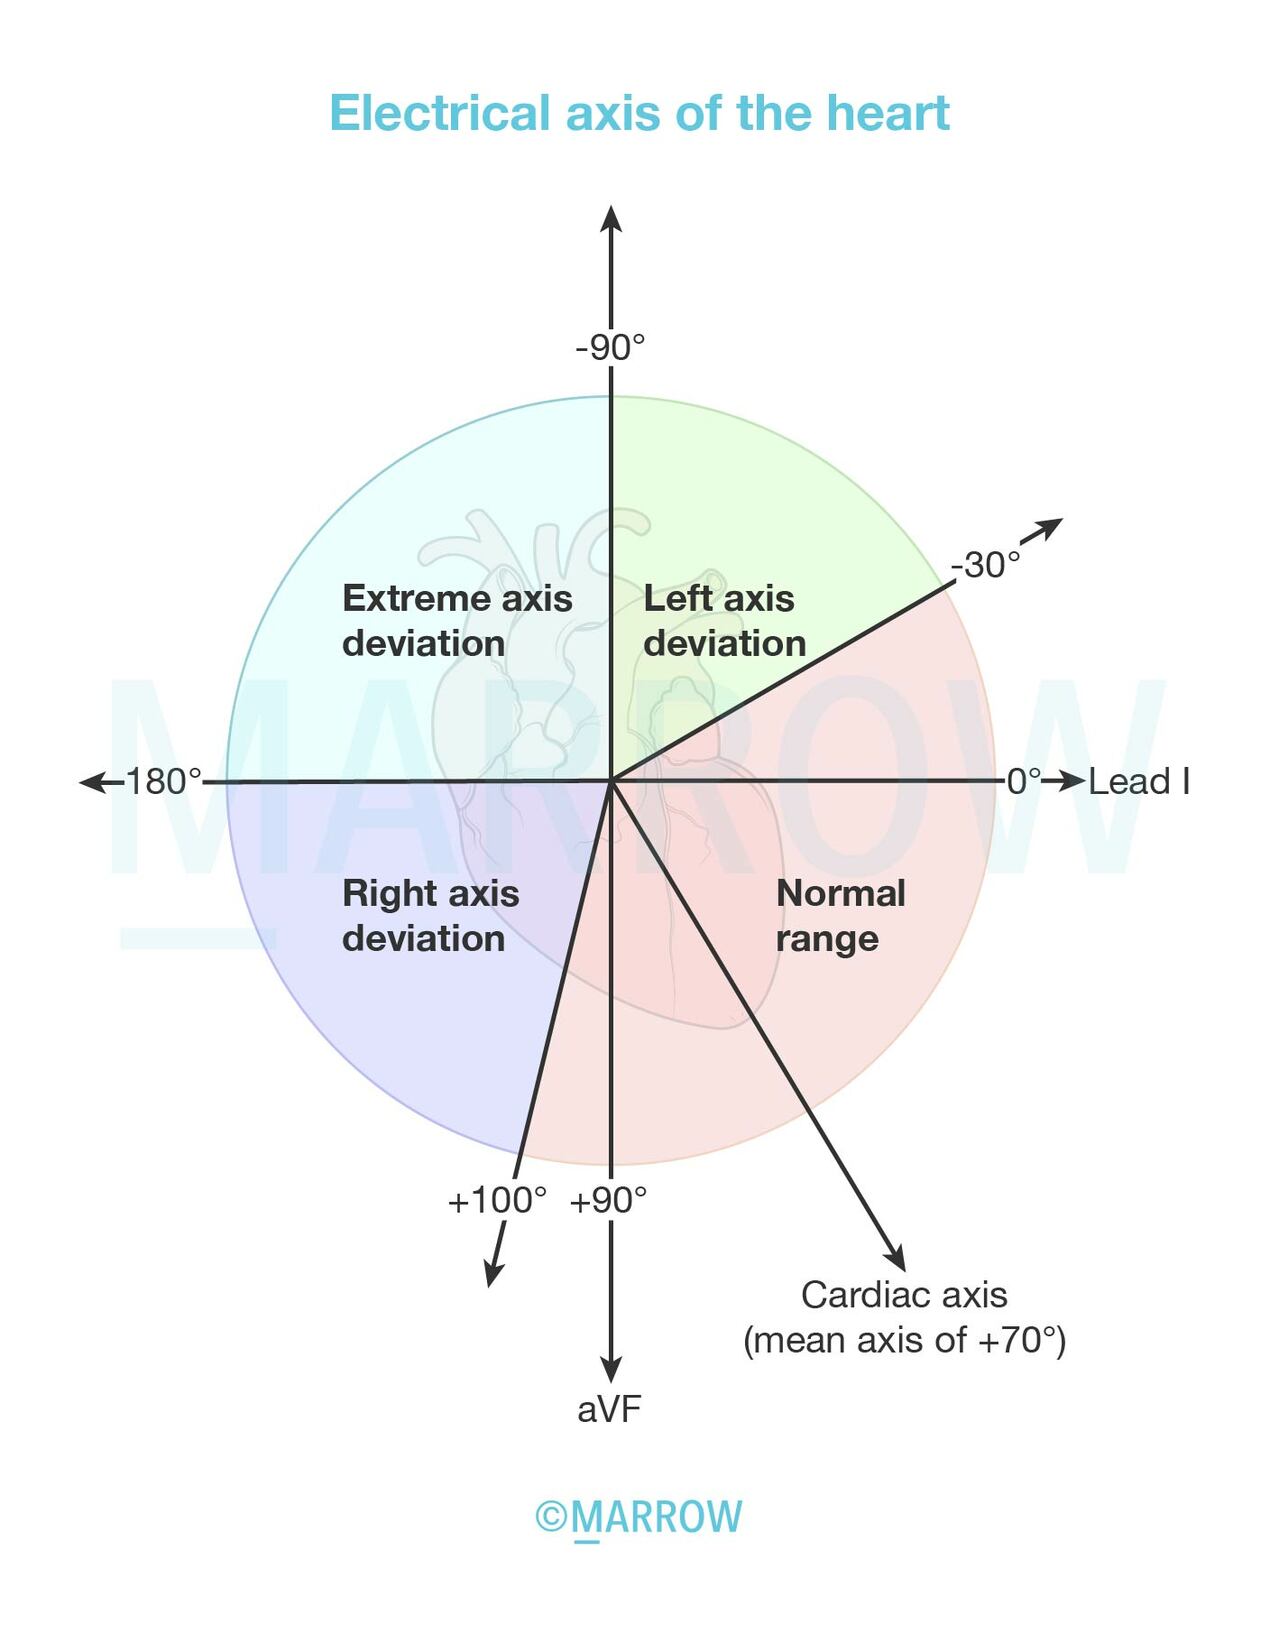 Electrical axis of the heart
-90°
-30°
Extreme axis
deviation
Left axis
deviation
MARROW
180°
0°
Lead I
Right axis
deviation
Normal
range
+100°
+90°
Cardiac axis
(mean axis of +70°)
aVF
©MARROW